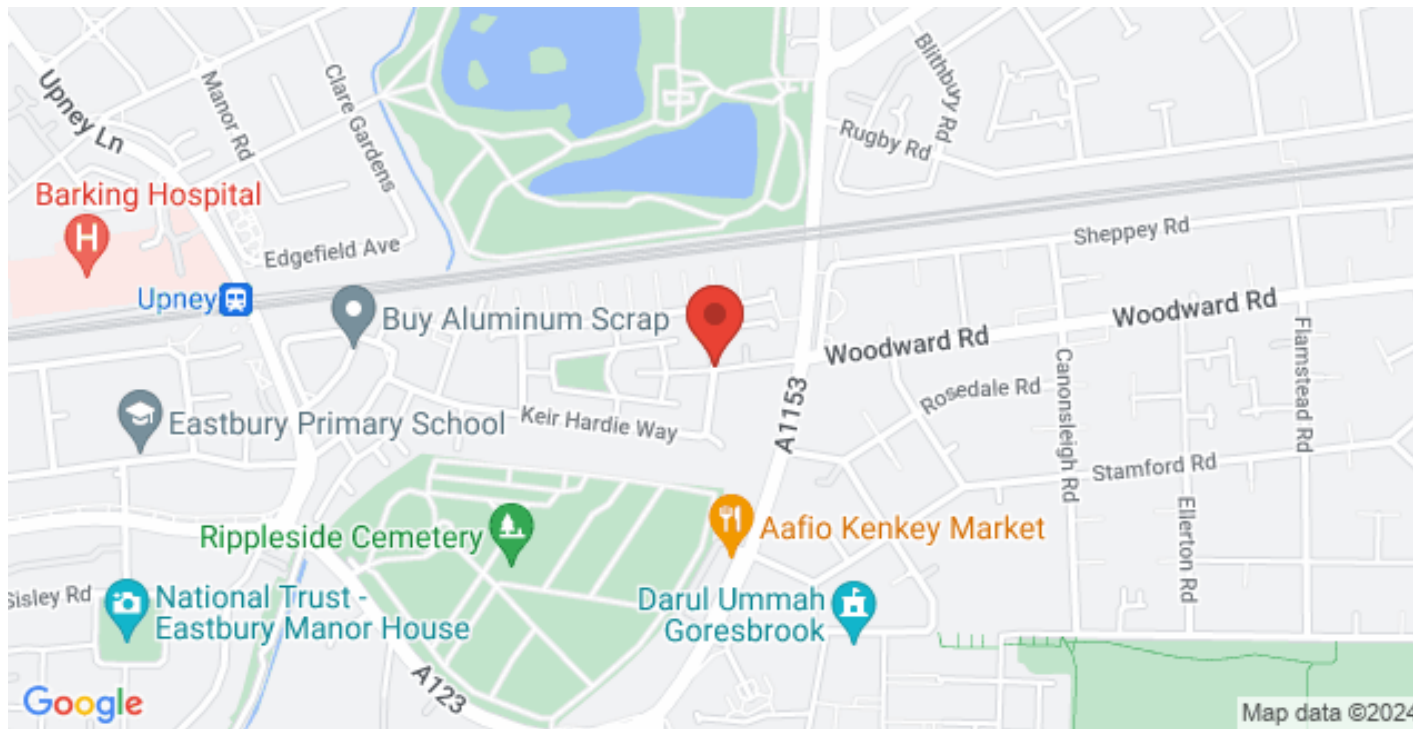 Upney Ln
Manor Rd
Clare Gardens
Blithbury Rd
Rugby Rd
Barking Hospital
H
Edgefield Ave
Sheppey Rd
Upney
Buy Aluminum Scrap
Woodward Rd
Woodward Rd
Flamstead Rd
Canonsleigh Rd
Rosedale Rd
A1153
Eastbury Primary School
Keir Hardie Way
Stamford Rd
Ellerton Rd
Rippleside Cemetery
Aafio Kenkey Market
Sisley Rd
National Trust -
Eastbury Manor House
Darul Ummah
Goresbrook
A123
Google
Map data ©2024